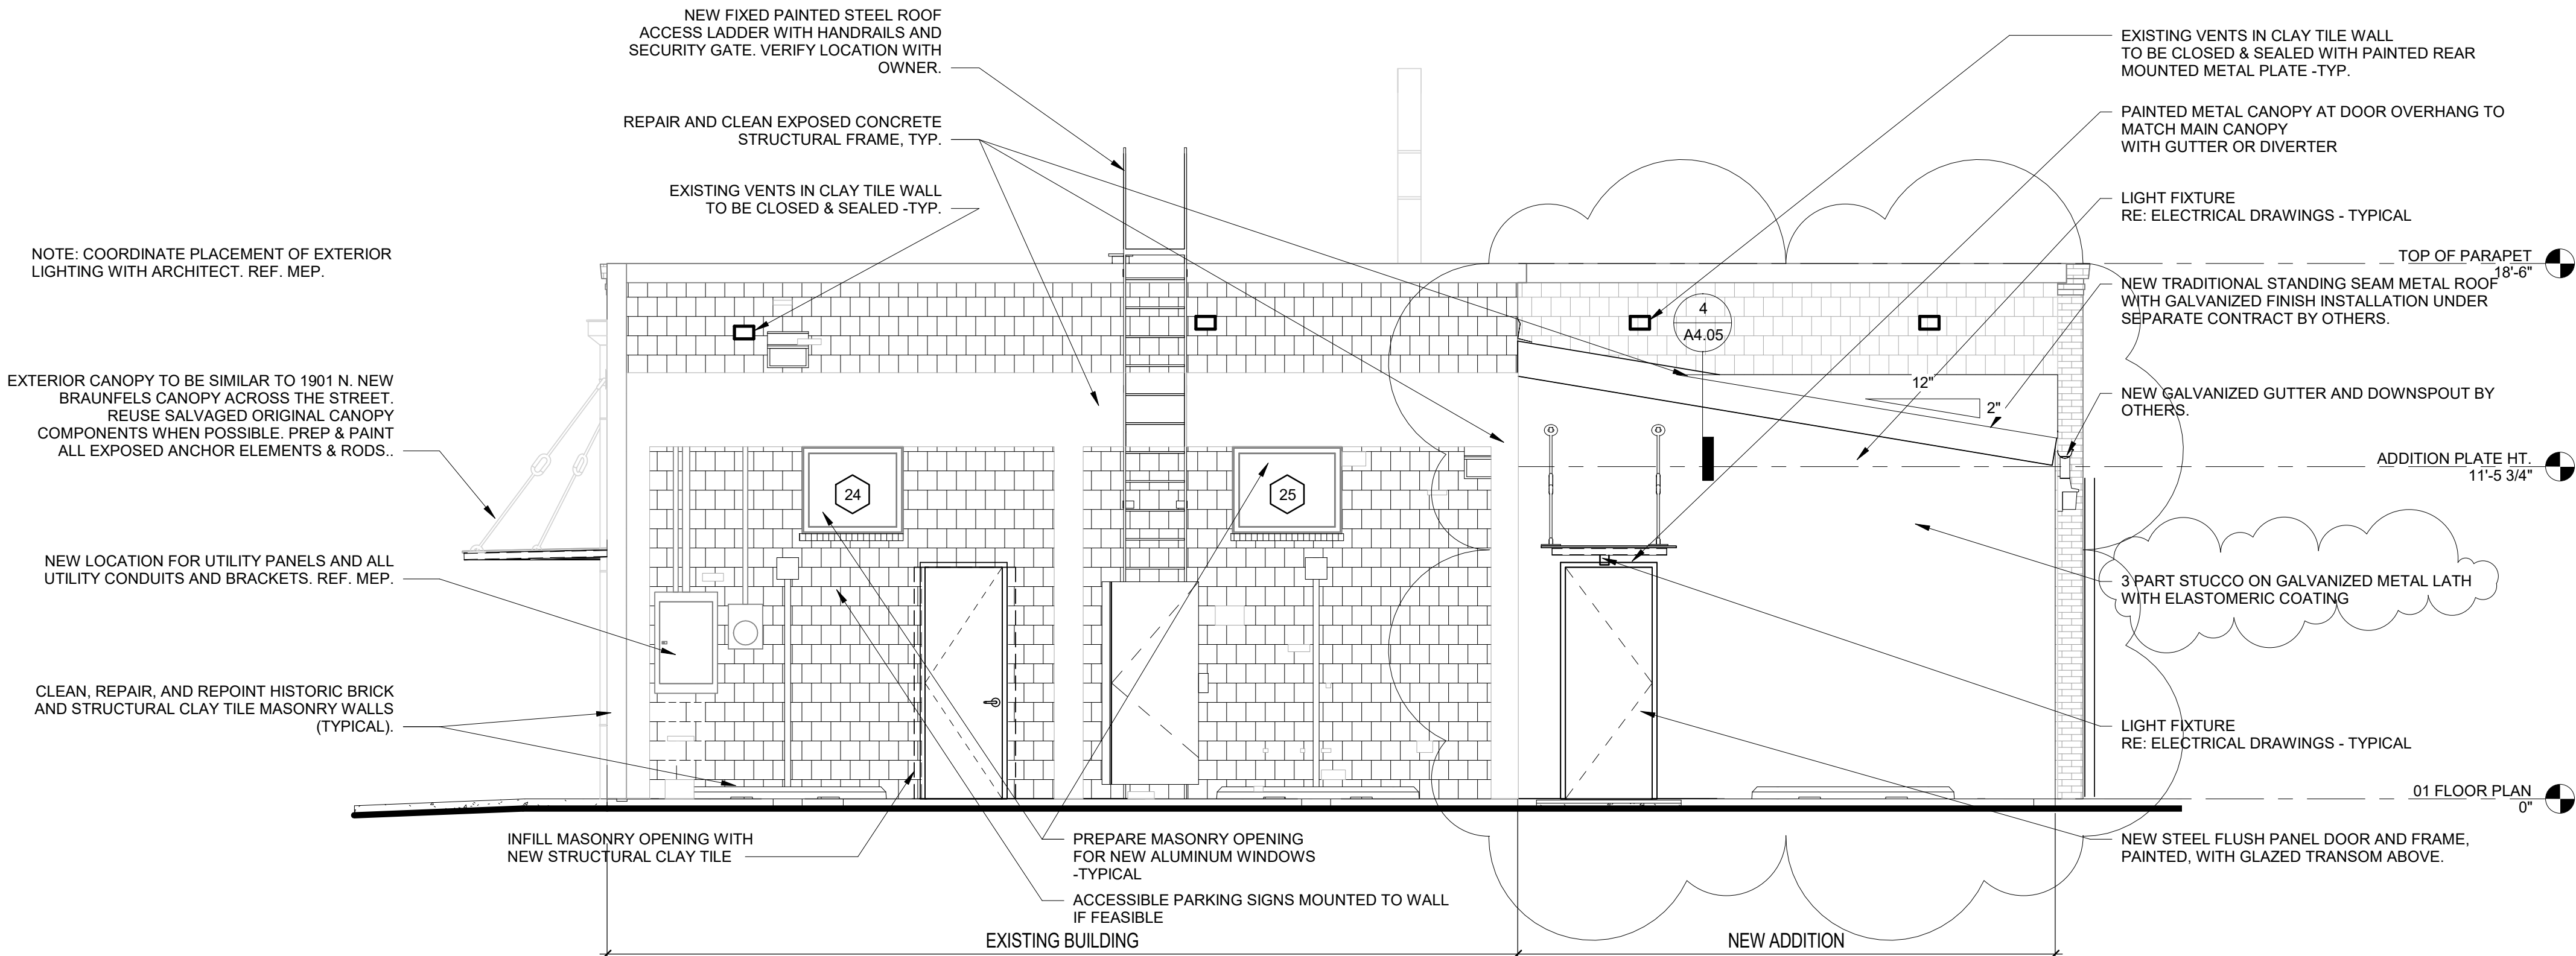 NEW FIXED PAINTED STEEL ROOF
ACCESS LADDER WITH HANDRAILS AND
SECURITY GATE. VERIFY LOCATION WITH
OWNER.
REPAIR AND CLEAN EXPOSED CONCRETE
STRUCTURAL FRAME, TYP.
EXISTING VENTS IN CLAY TILE WALL
TO BE CLOSED & SEALED -TYP.
NOTE: COORDINATE PLACEMENT OF EXTERIOR
LIGHTING WITH ARCHITECT. REF. MEP.
EXTERIOR CANOPY TO BE SIMILAR TO 1901 N. NEW
BRAUNFELS CANOPY ACROSS THE STREET.
REUSE SALVAGED ORIGINAL CANOPY
COMPONENTS WHEN POSSIBLE. PREP & PAINT
ALL EXPOSED ANCHOR ELEMENTS & RODS..
NEW LOCATION FOR UTILITY PANELS AND ALL
UTILITY CONDUITS AND BRACKETS. REF. MEP.
CLEAN, REPAIR, AND REPOINT HISTORIC BRICK
AND STRUCTURAL CLAY TILE MASONRY WALLS
(TYPICAL).
24
25
4
A4.05
12"
2"
EXISTING VENTS IN CLAY TILE WALL
TO BE CLOSED & SEALED WITH PAINTED REAR
MOUNTED METAL PLATE -TYP.
PAINTED METAL CANOPY AT DOOR OVERHANG TO
MATCH MAIN CANOPY
WITH GUTTER OR DIVERTER
LIGHT FIXTURE
RE: ELECTRICAL DRAWINGS - TYPICAL
TOP OF PARAPET
18'-6"
NEW TRADITIONAL STANDING SEAM METAL ROOF
WITH GALVANIZED FINISH INSTALLATION UNDER
SEPARATE CONTRACT BY OTHERS.
NEW GALVANIZED GUTTER AND DOWNSPOUT BY
OTHERS.
ADDITION PLATE HT.
11'-5 3/4"
3 PART STUCCO ON GALVANIZED METAL LATH
WITH ELASTOMERIC COATING
LIGHT FIXTURE
RE: ELECTRICAL DRAWINGS - TYPICAL
01 FLOOR PLAN
0"
NEW STEEL FLUSH PANEL DOOR AND FRAME,
PAINTED, WITH GLAZED TRANSOM ABOVE.
INFILL MASONRY OPENING WITH
NEW STRUCTURAL CLAY TILE
PREPARE MASONRY OPENING
FOR NEW ALUMINUM WINDOWS
-TYPICAL
ACCESSIBLE PARKING SIGNS MOUNTED TO WALL
IF FEASIBLE
EXISTING BUILDING
NEW ADDITION